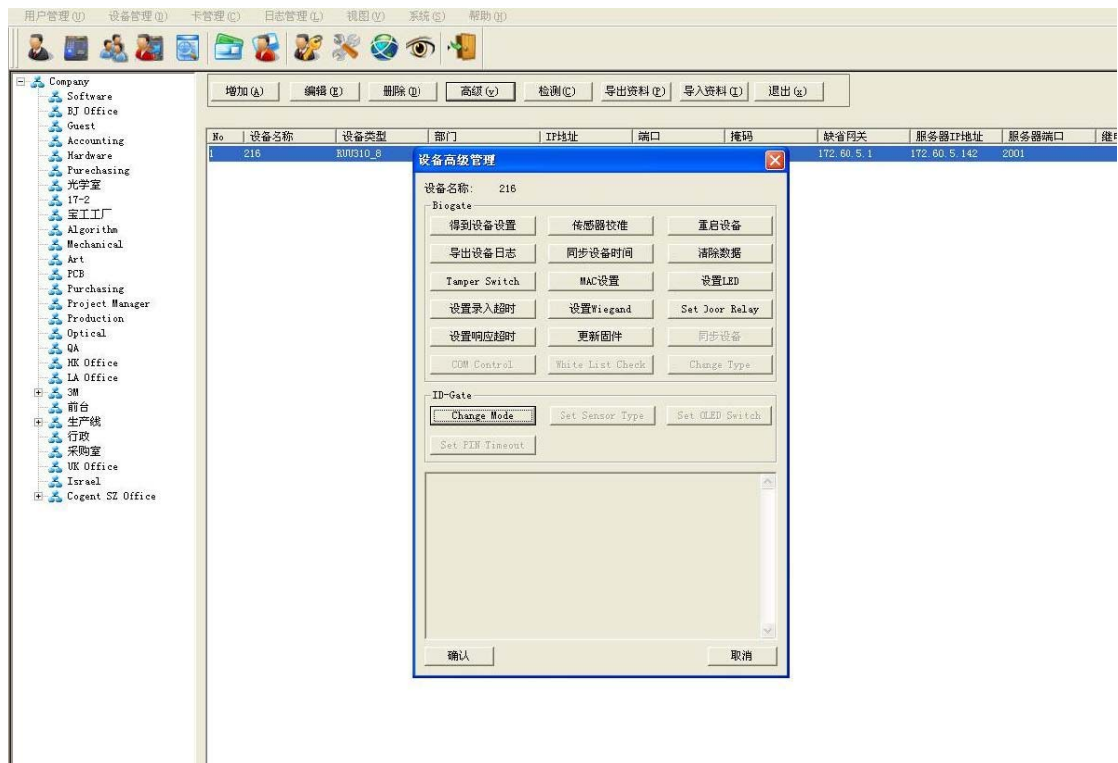 用户管理(U) 设备管理(D) 卡管理(C) 日志管理(L) 视图(V) 系统(S) 帮助(H)
增加(A) 编辑(E) 删除(D) 高级(v) 检测(C) 导出资料(P) 导入资料(I) 退出(x)
Company
Software
BJ Office
Guest
Accounting
Hardware
Purechasing
光学室
17-2
宝工工厂
Algorithm
Mechanical
Art
PCB
Purchasing
Project Manager
Production
Optical
QA
HK Office
LA Office
3M
前台
生产线
行政
采购室
UK Office
Israel
Cogent SZ Office
No 设备名称 设备类型 部门 IP地址 端口 掩码 缺省网关 服务器IP地址 服务器端口
1 216 172.60.5.1 172.60.5.142 2001
设备高级管理
设备名称: 216
Biogate
得到设备设置 传感器校准 重启设备
导出设备日志 同步设备时间 清除数据
Tamper Switch MAC设置 设置LED
设置录入超时 设置Wiegand Set Joor Relay
设置响应超时 更新固件 同步设备
COM Control White List Check Change Type
ID-Gate
Change Mode Set Sensor Type Set OLED Switch
Set PIN Timeout
确认 取消